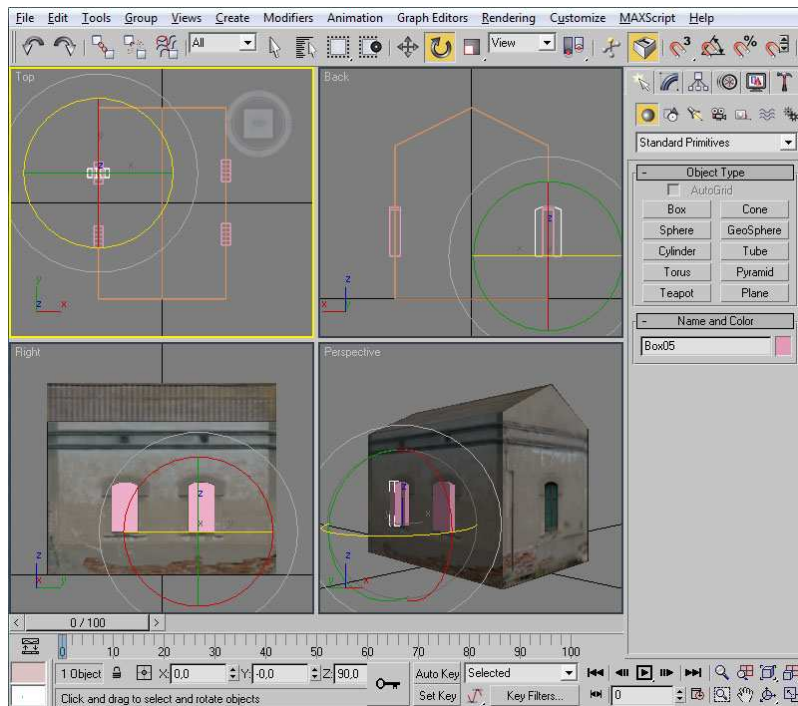 File Edit Tools Group Views Create Modifiers Animation Graph Editors Rendering Customize MAXScript Help
All
View
3
%
Top
Back
Standard Primitives
- Object Type
AutoGrid
Box Cone
Sphere GeoSphere
Cylinder Tube
Torus Pyramid
Teapot Plane
- Name and Color
Box05
Right
Perspective
< 0 / 100 >
0 10 20 30 40 50 60 70 80 90 100
1 Object X: 0,0 Y: -0,0 Z: 90,0 Auto Key Selected
Click and drag to select and rotate objects Set Key Key Filters... 0